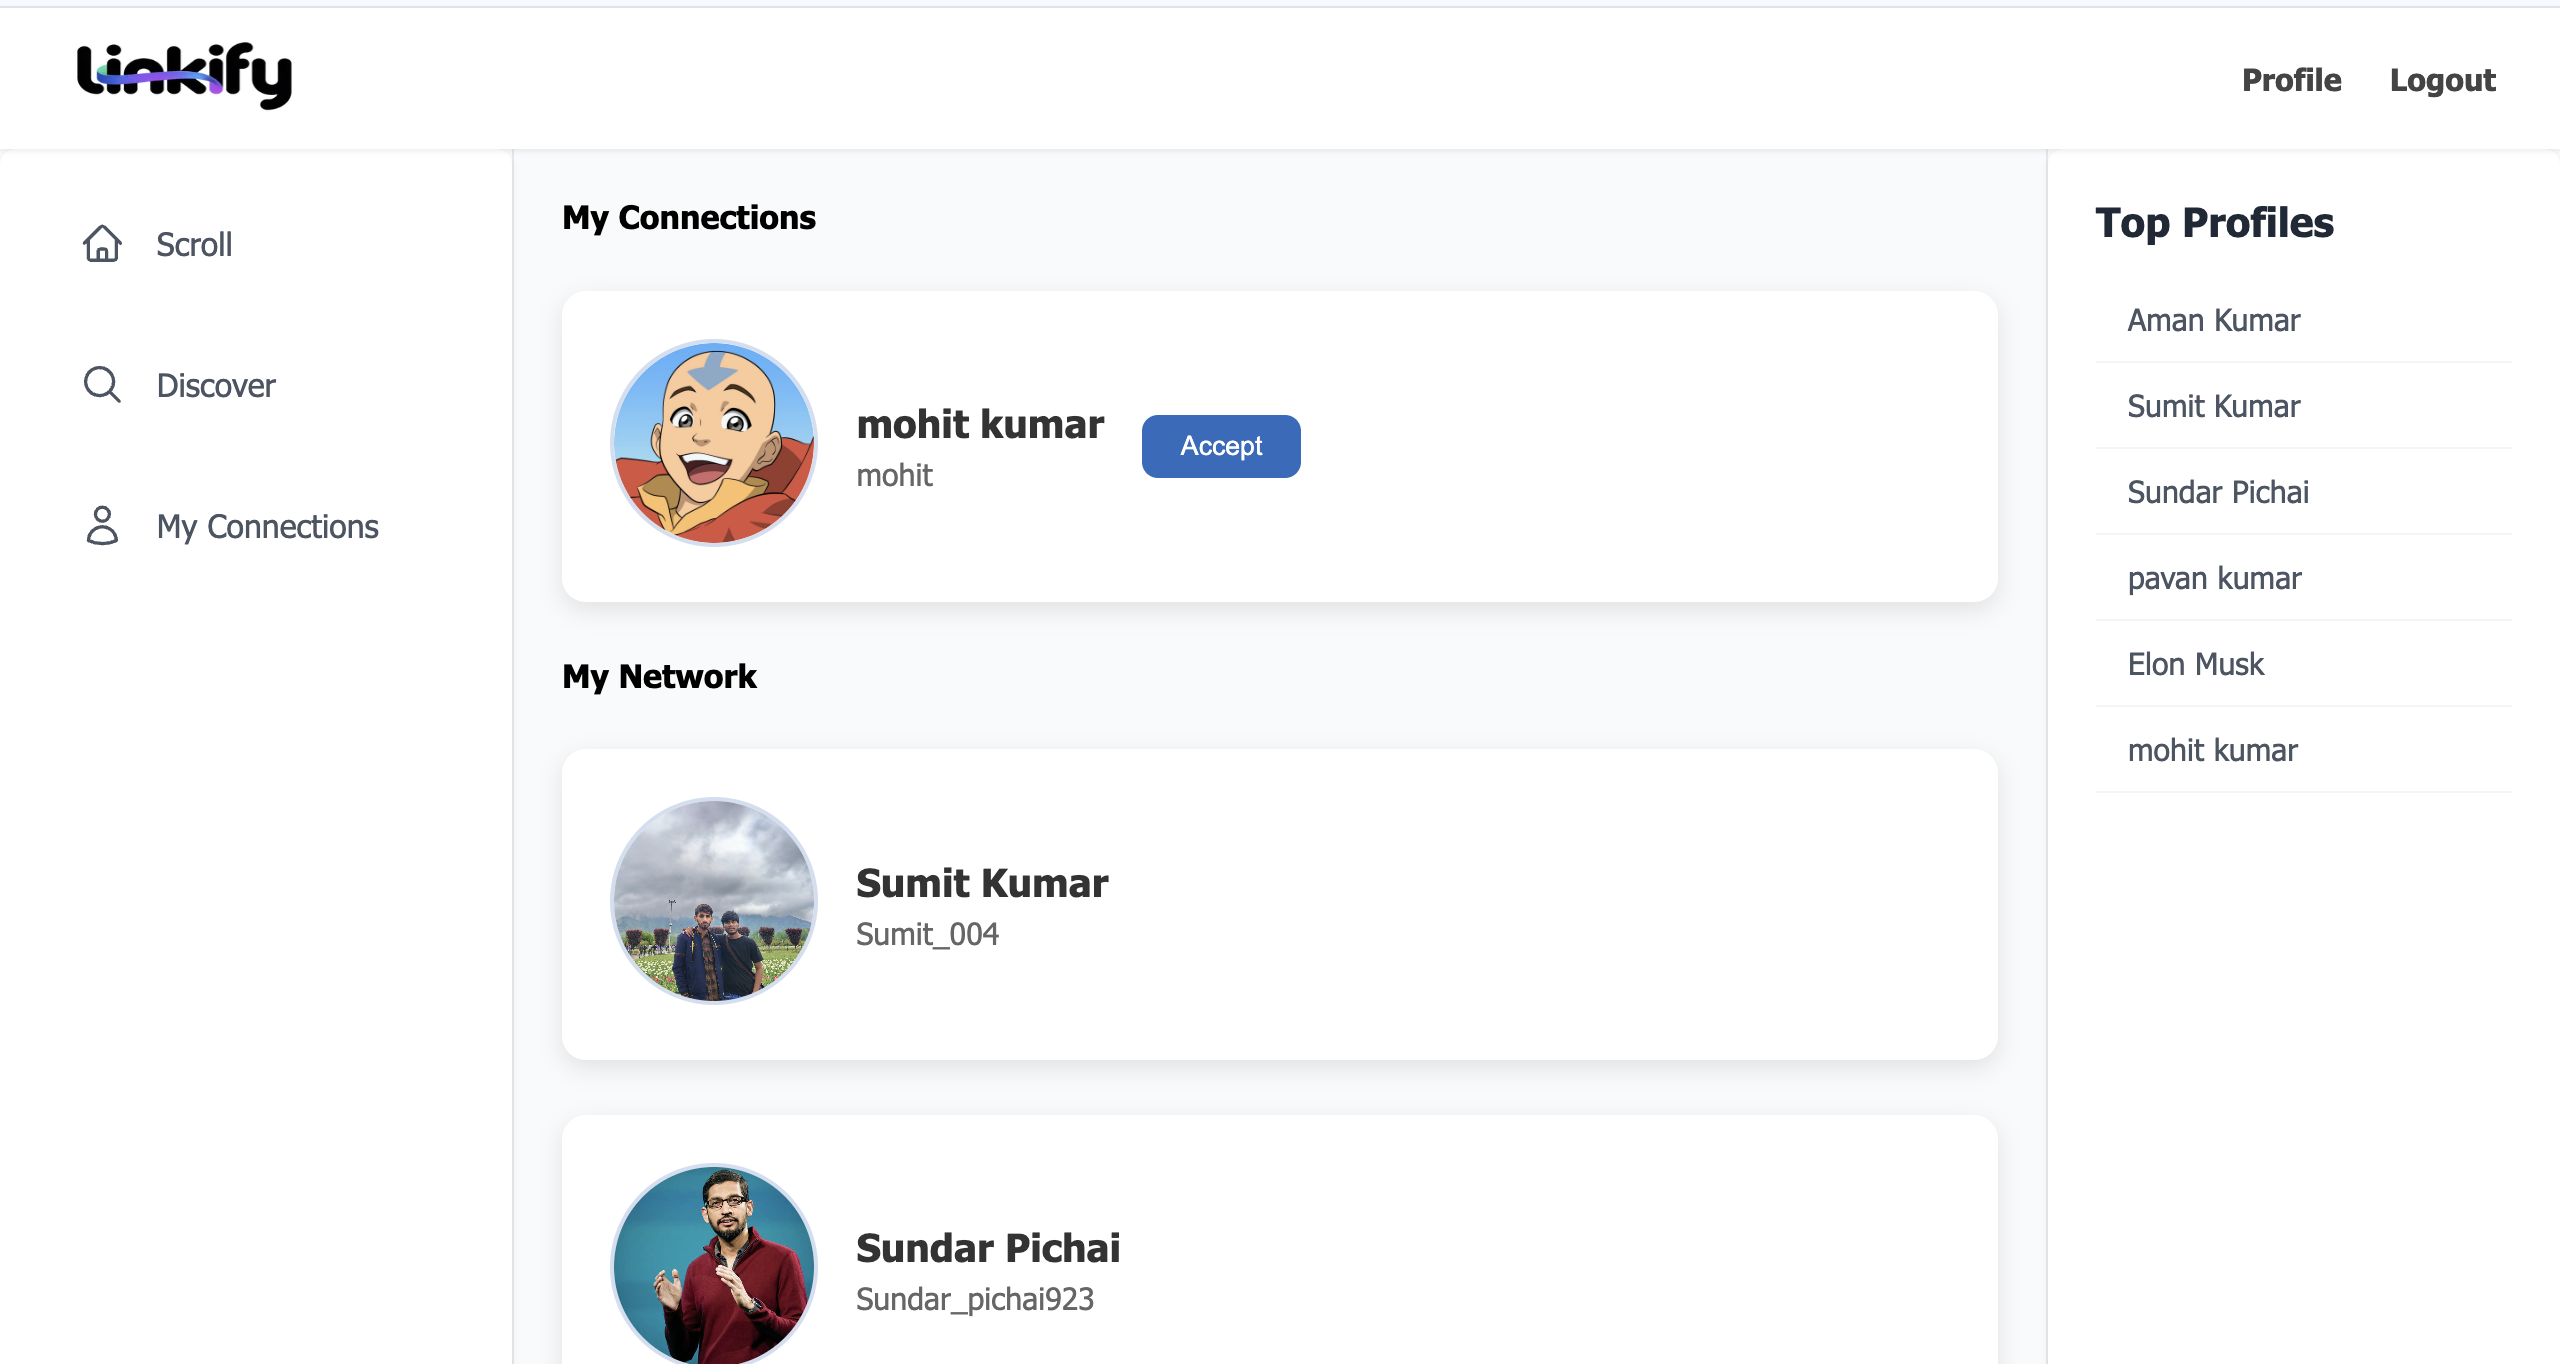 Linkify
Profile
Logout
Scroll
Discover
My Connections
My Connections
mohit kumar
mohit
Accept
My Network
Sumit Kumar
Sumit_004
Sundar Pichai
Sundar_pichai923
Top Profiles
Aman Kumar
Sumit Kumar
Sundar Pichai
pavan kumar
Elon Musk
mohit kumar